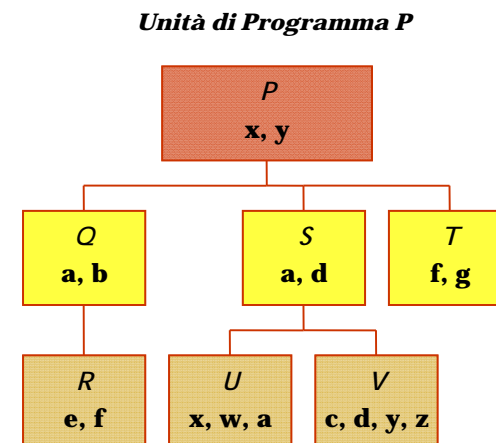 Unità di Programma P
P
x, y
Q
a, b
S
a, d
T
f, g
R
e, f
U
x, w, a
V
c, d, y, z